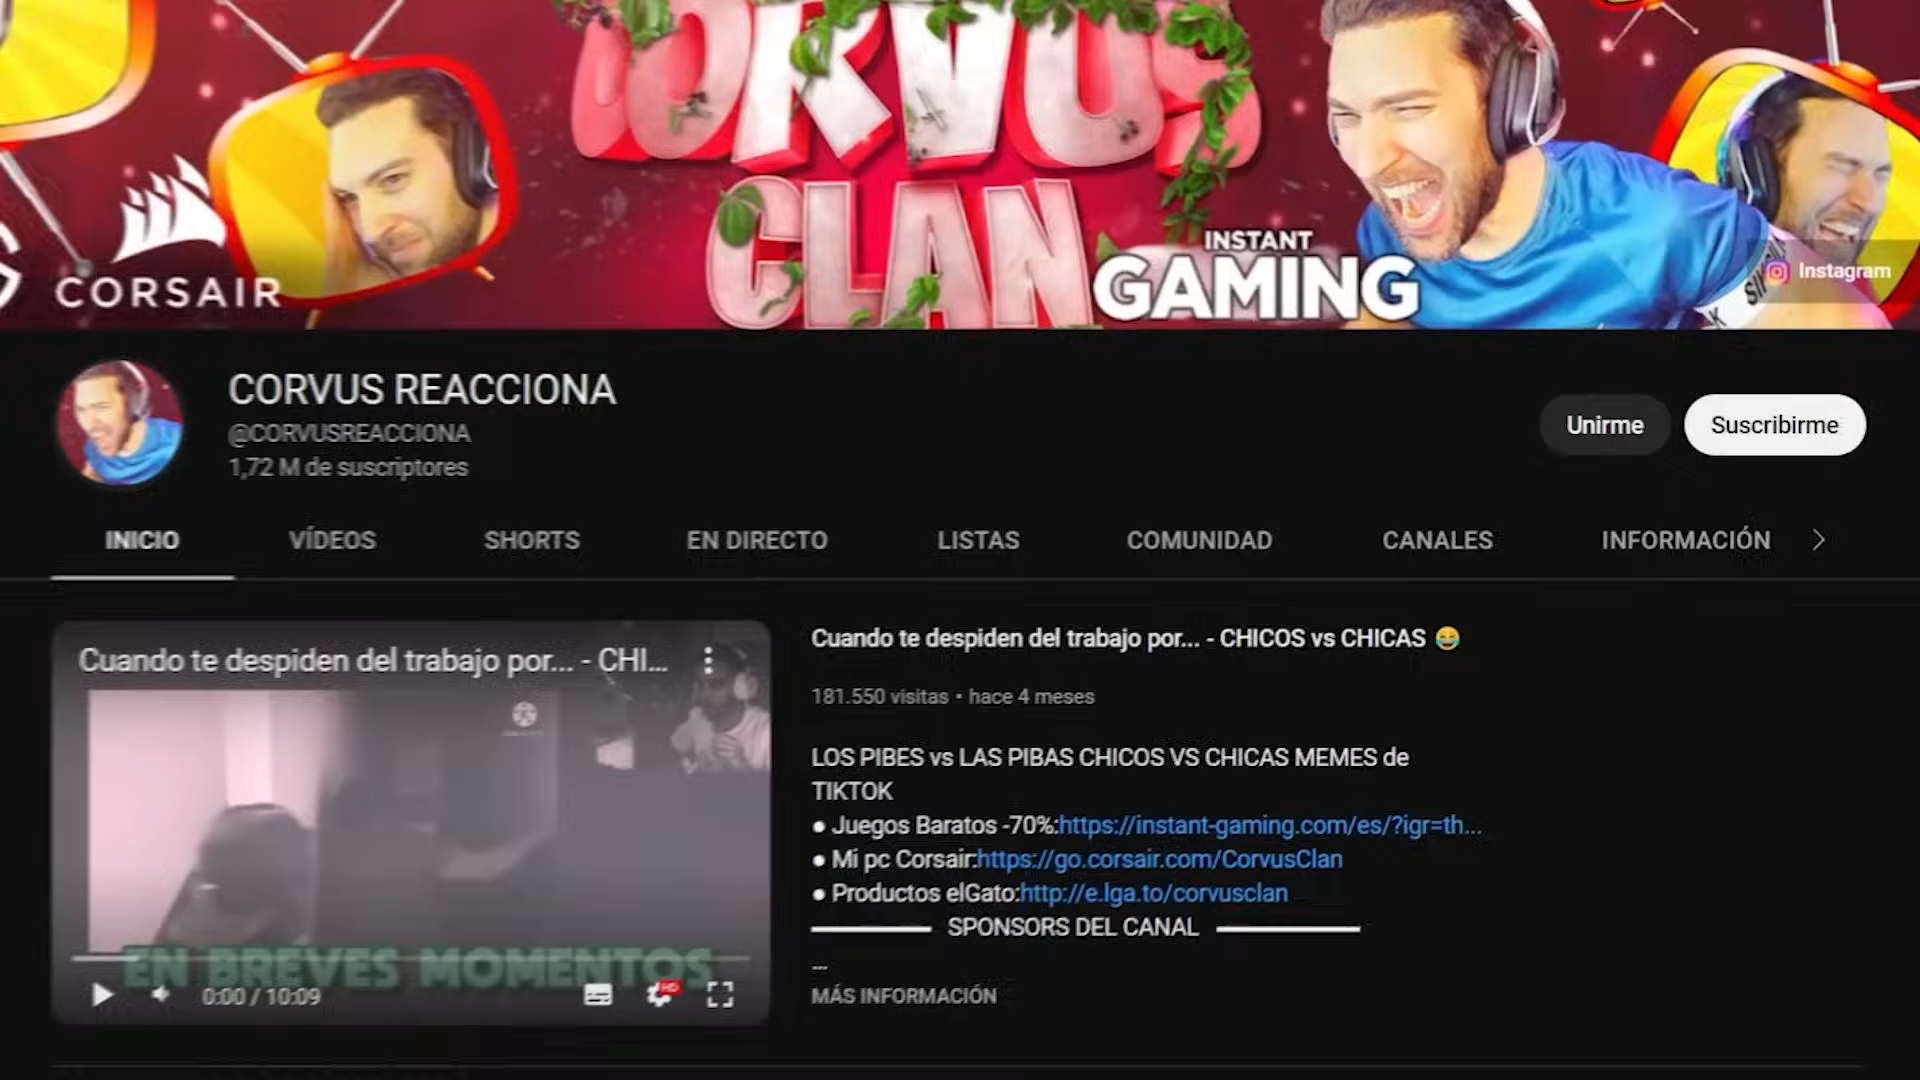 CORVUS
CLAN
CORSAIR
INSTANT
GAMING
Instagram
CORVUS REACCIONA
@CORVUSREACCIONA
1,72 M de suscriptores
Unirme
Suscribirme
INICIO
VÍDEOS
SHORTS
EN DIRECTO
LISTAS
COMUNIDAD
CANALES
INFORMACIÓN
Cuando te despiden del trabajo por... - CHI...
EN BREVES MOMENTOS
0:00 / 10:09
HD
Cuando te despiden del trabajo por... - CHICOS vs CHICAS 😂
181.550 visitas • hace 4 meses
LOS PIBES vs LAS PIBAS CHICOS VS CHICAS MEMES de
TIKTOK
● Juegos Baratos -70%:https://instant-gaming.com/es/?igr=th...
● Mi pc Corsair:https://go.corsair.com/CorvusClan
● Productos elGato:http://e.lga.to/corvusclan
SPONSORS DEL CANAL
...
MÁS INFORMACIÓN